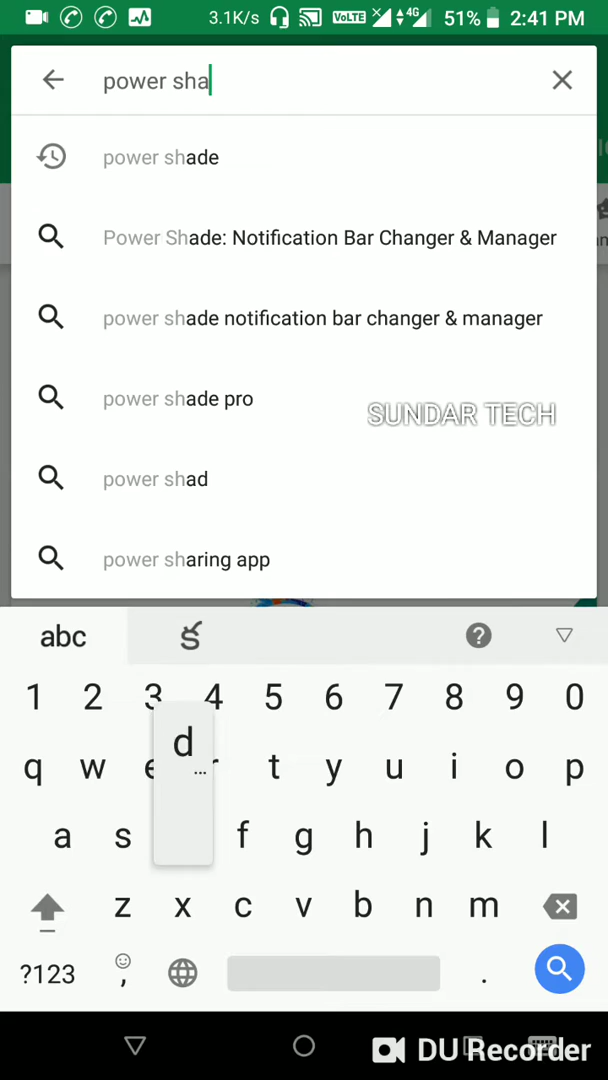 3.1K/s VoLTE 4G 51% 2:41 PM
power sha
power shade
Power Shade: Notification Bar Changer & Manager
power shade notification bar changer & manager
power shade pro
SUNDAR TECH
power shad
power sharing app
abc క ?
1 2 3 4 5 6 7 8 9 0
q w e r t y u i o p
d ...
a s f g h j k l
z x c v b n m
?123 , .
DU Recorder